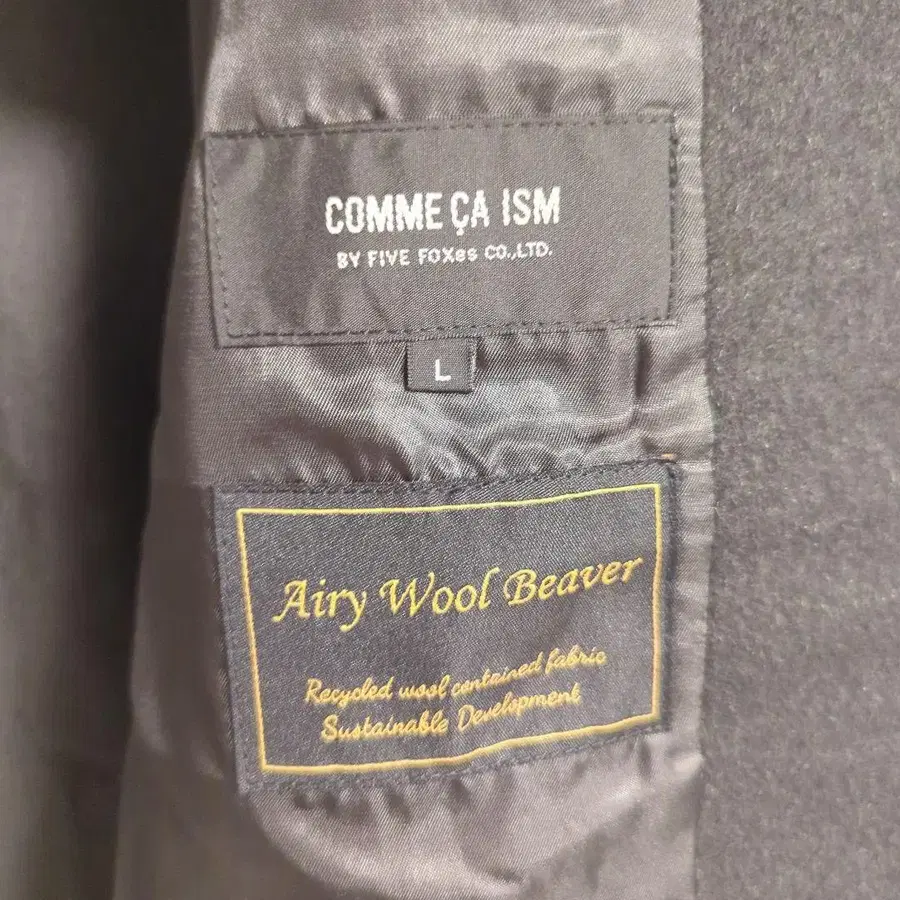 COMME ÇA ISM
BY FIVE FOXes CO.,LTD.
L
Airy Wool Beaver
Recycled wool contained fabric
Sustainable Development